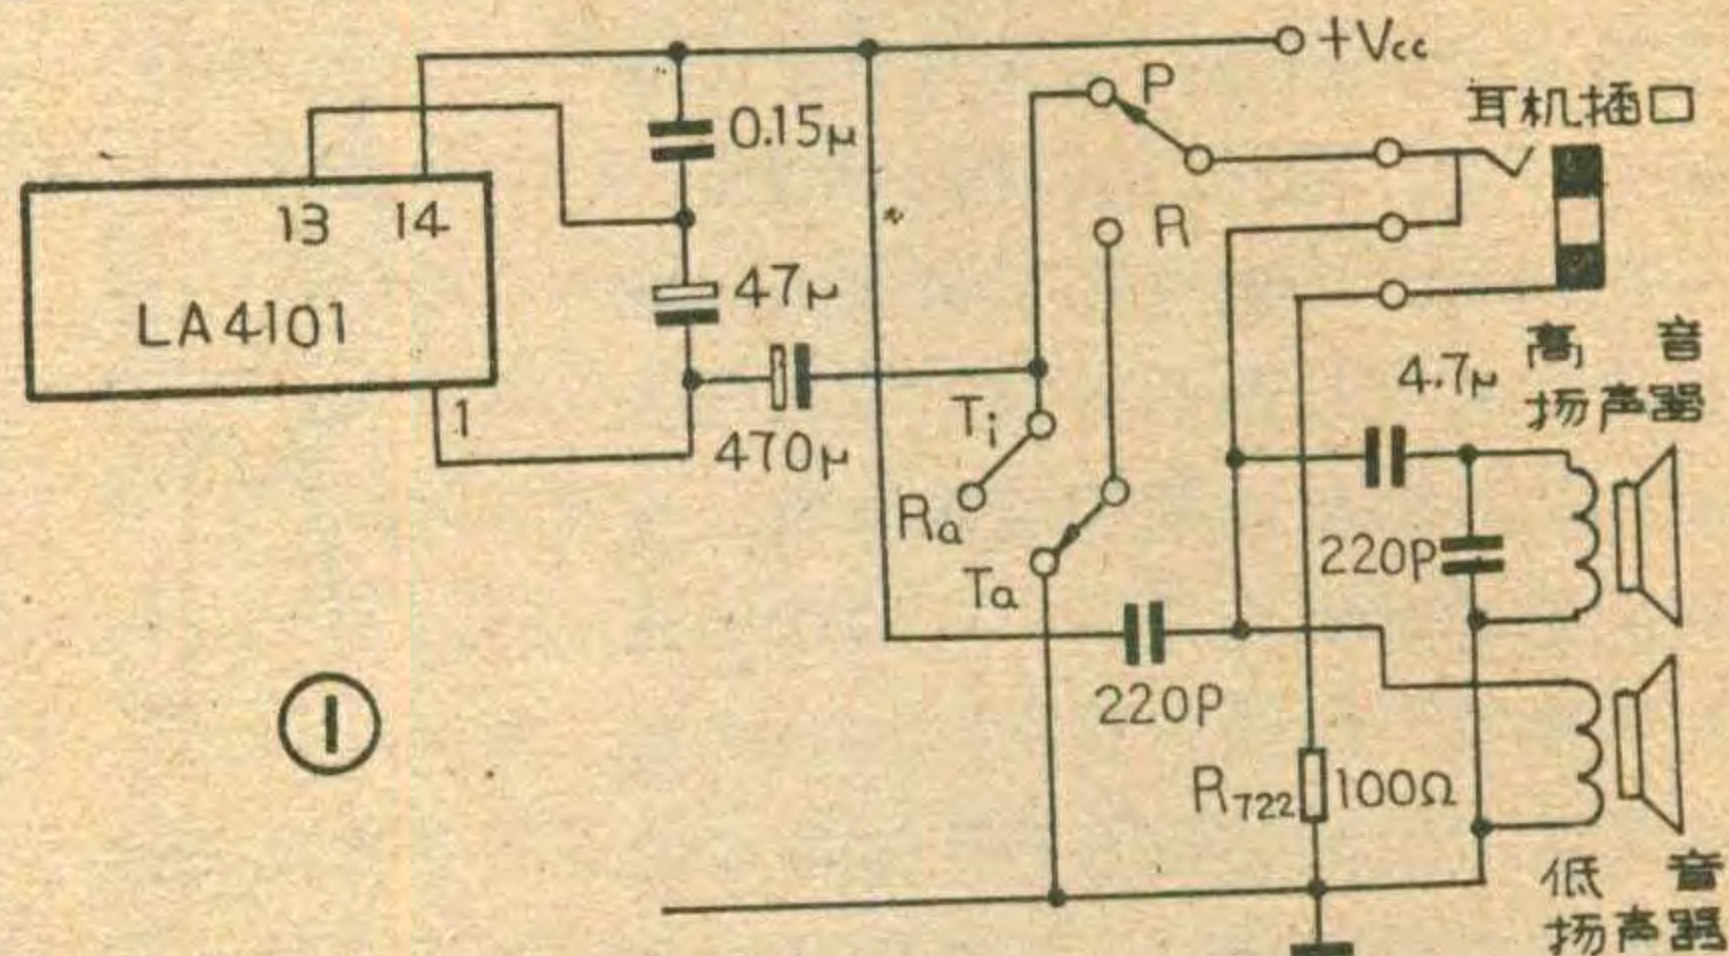 +Vcc
P
耳机插口
0.15μ
13 14
R
47μ
LA4101
高音
扬声器
4.7μ
Ti
1
470μ
Ra
220P
Ta
220P
①
R722 100Ω
低音
扬声器